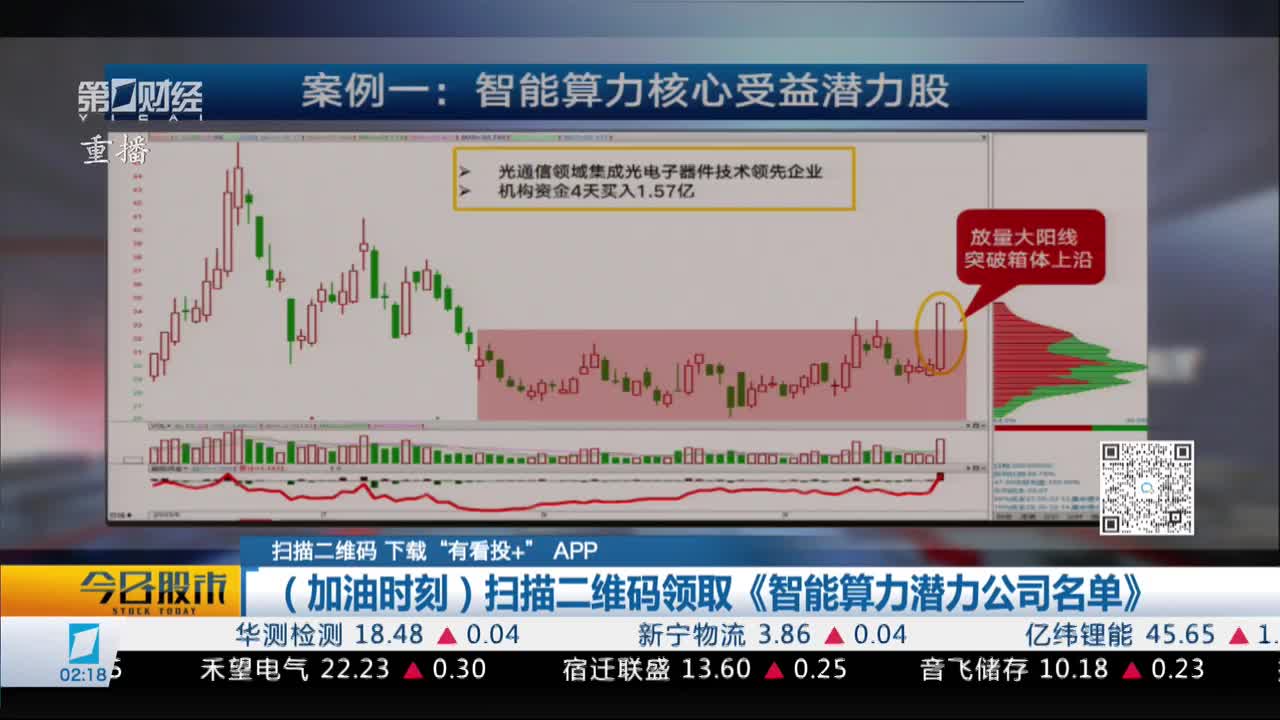 第一财经
YICAI
重播
案例一：智能算力核心受益潜力股
➢ 光通信领域集成光电子器件技术领先企业
➢ 机构资金4天买入1.57亿
放量大阳线
突破箱体上沿
扫描二维码 下载“有看投+” APP
今日股市
STOCK TODAY
（加油时刻）扫描二维码领取《智能算力潜力公司名单》
华测检测 18.48 ▲ 0.04 新宁物流 3.86 ▲ 0.04 亿纬锂能 45.65 ▲ 1.
02:18
5 禾望电气 22.23 ▲ 0.30 宿迁联盛 13.60 ▲ 0.25 音飞储存 10.18 ▲ 0.23